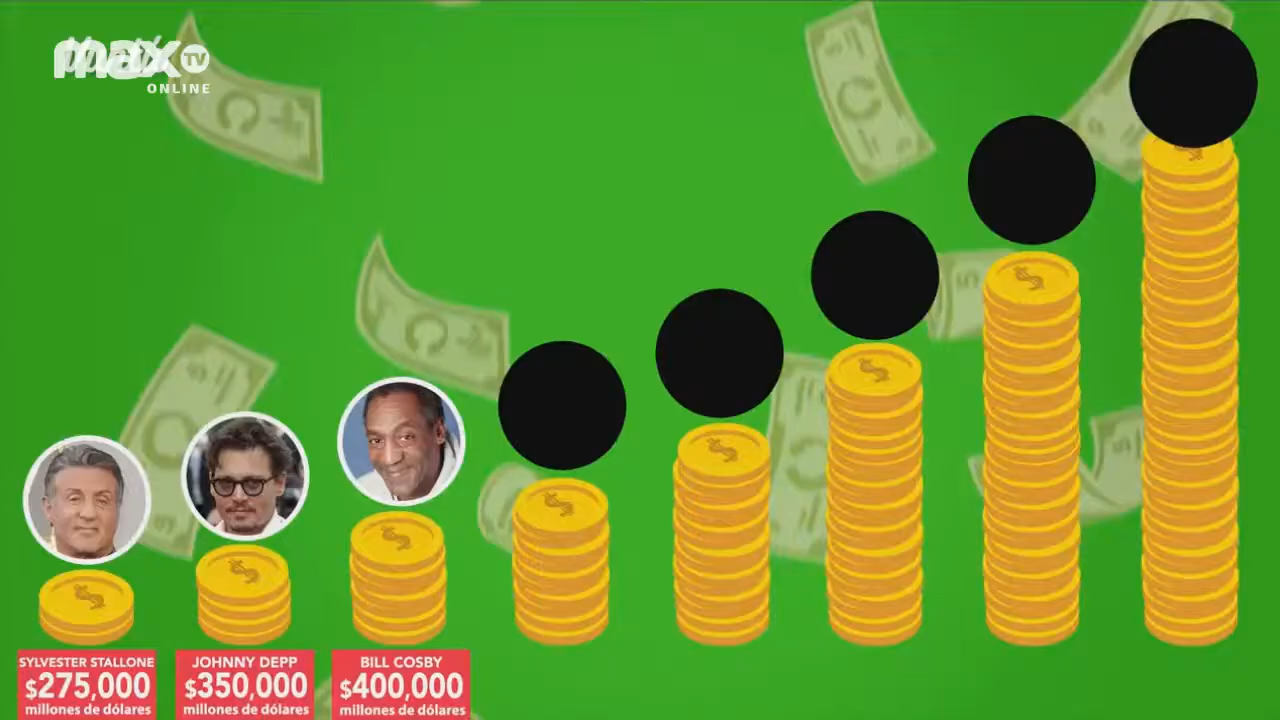 max TV
ONLINE
SYLVESTER STALLONE
$275,000
millones de dólares
JOHNNY DEPP
$350,000
millones de dólares
BILL COSBY
$400,000
millones de dólares